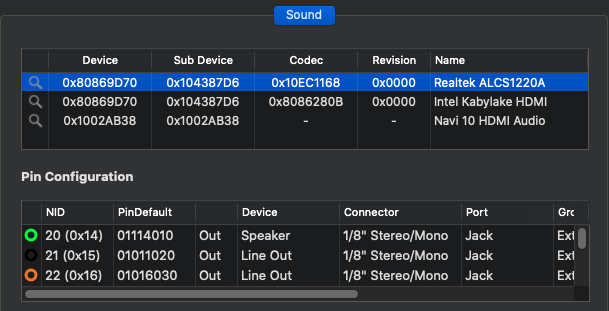 Sound
Device Sub Device Codec Revision Name
0x80869D70 0x104387D6 0x10EC1168 0x0000 Realtek ALCS1220A
0x80869D70 0x104387D6 0x8086280B 0x0000 Intel Kabylake HDMI
0x1002AB38 0x1002AB38 - - Navi 10 HDMI Audio
Pin Configuration
NID PinDefault Device Connector Port Gro
20 (0x14) 01114010 Out Speaker 1/8" Stereo/Mono Jack Ext
21 (0x15) 01011020 Out Line Out 1/8" Stereo/Mono Jack Ext
22 (0x16) 01016030 Out Line Out 1/8" Stereo/Mono Jack Ext